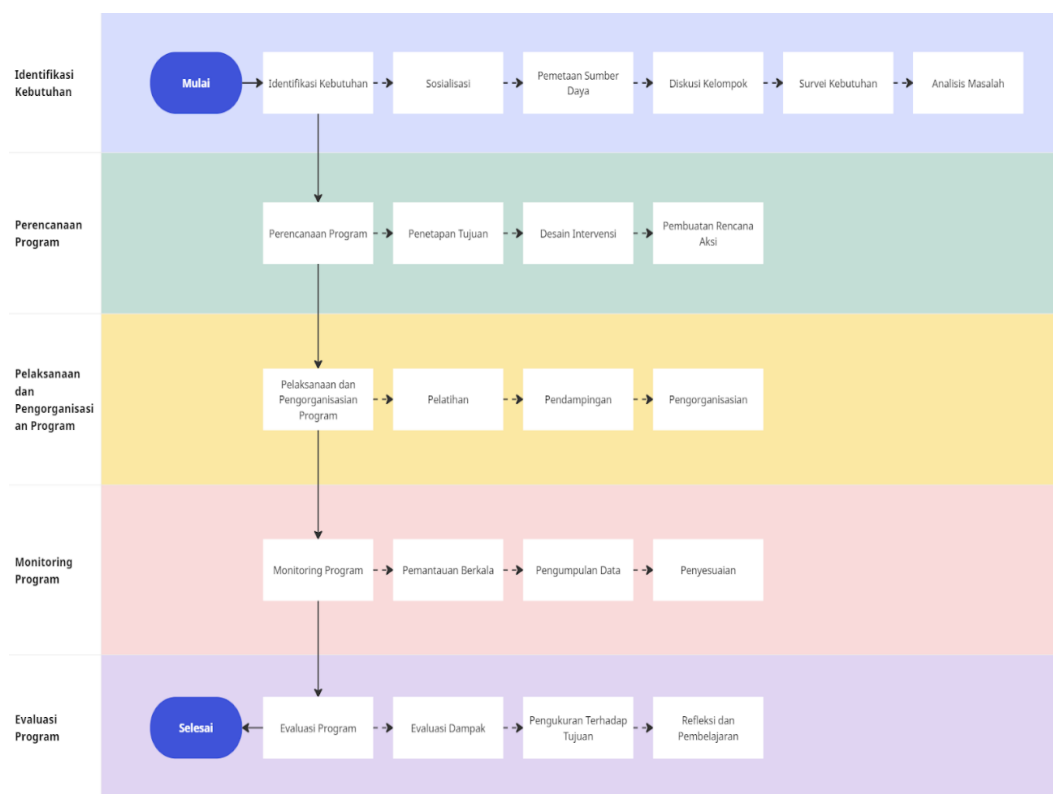 Identifikasi
Kebutuhan
Mulai
Identifikasi Kebutuhan
Sosialisasi
Pemetaan Sumber
Daya
Diskusi Kelompok
Survei Kebutuhan
Analisis Masalah
Perencanaan
Program
Perencanaan Program
Penetapan Tujuan
Desain Intervensi
Pembuatan Rencana
Aksi
Pelaksanaan
dan
Pengorganisasi
an Program
Pelaksanaan dan
Pengorganisasian
Program
Pelatihan
Pendampingan
Pengorganisasian
Monitoring
Program
Monitoring Program
Pemantauan Berkala
Pengumpulan Data
Penyesuaian
Evaluasi
Program
Selesai
Evaluasi Program
Evaluasi Dampak
Pengukuran Terhadap
Tujuan
Refleksi dan
Pembelajaran